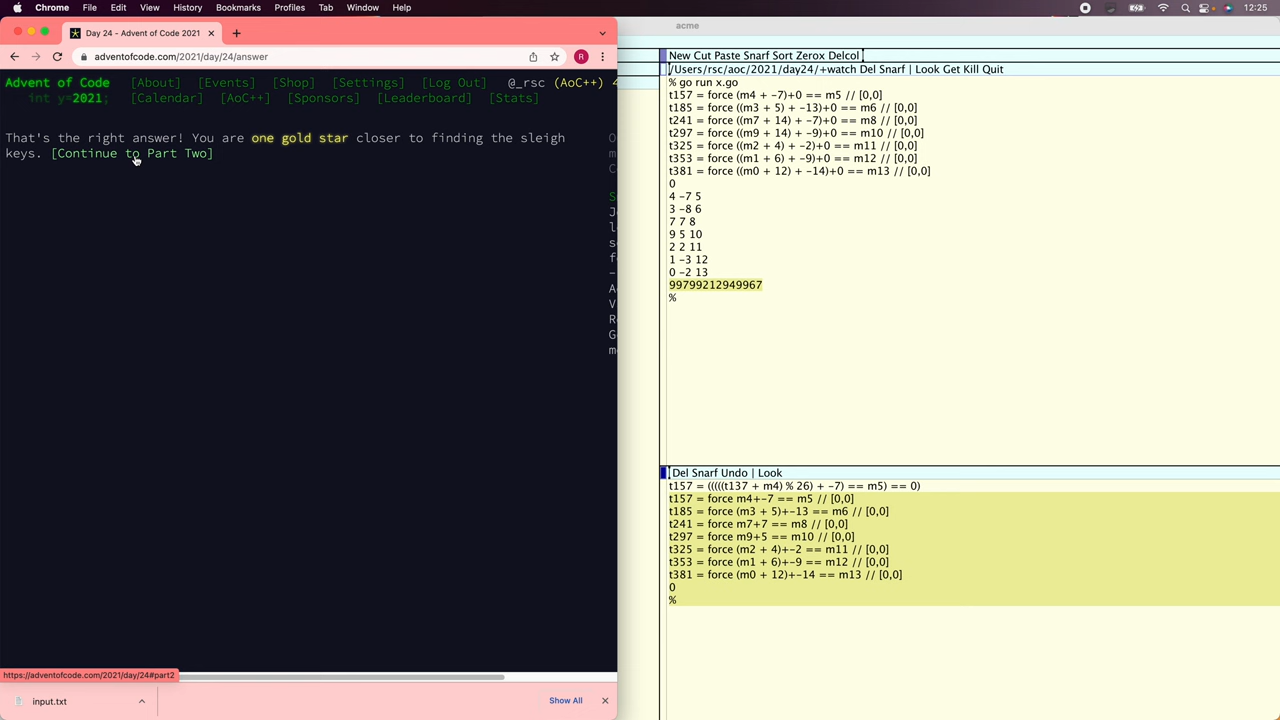 Chrome File Edit View History Bookmarks Profiles Tab Window Help 12:25
Day 24 - Advent of Code 2021
adventofcode.com/2021/day/24/answer
Advent of Code [About] [Events] [Shop] [Settings] [Log Out] @_rsc (AoC++) 4
int y=2021; [Calendar] [AoC++] [Sponsors] [Leaderboard] [Stats]
That's the right answer! You are one gold star closer to finding the sleigh
keys. [Continue to Part Two]
https://adventofcode.com/2021/day/24#part2
input.txt Show All
acme
New Cut Paste Snarf Sort Zerox Delcol
/Users/rsc/aoc/2021/day24/+watch Del Snarf | Look Get Kill Quit
% go run x.go
t157 = force (m4 + -7)+0 == m5 // [0,0]
t185 = force ((m3 + 5) + -13)+0 == m6 // [0,0]
t241 = force ((m7 + 14) + -7)+0 == m8 // [0,0]
t297 = force ((m9 + 14) + -9)+0 == m10 // [0,0]
t325 = force ((m2 + 4) + -2)+0 == m11 // [0,0]
t353 = force ((m1 + 6) + -9)+0 == m12 // [0,0]
t381 = force ((m0 + 12) + -14)+0 == m13 // [0,0]
0
4 -7 5
3 -8 6
7 7 8
9 5 10
2 2 11
1 -3 12
0 -2 13
99799212949967
%
Del Snarf Undo | Look
t157 = (((((t137 + m4) % 26) + -7) == m5) == 0)
t157 = force m4+-7 == m5 // [0,0]
t185 = force (m3 + 5)+-13 == m6 // [0,0]
t241 = force m7+7 == m8 // [0,0]
t297 = force m9+5 == m10 // [0,0]
t325 = force (m2 + 4)+-2 == m11 // [0,0]
t353 = force (m1 + 6)+-9 == m12 // [0,0]
t381 = force (m0 + 12)+-14 == m13 // [0,0]
0
%